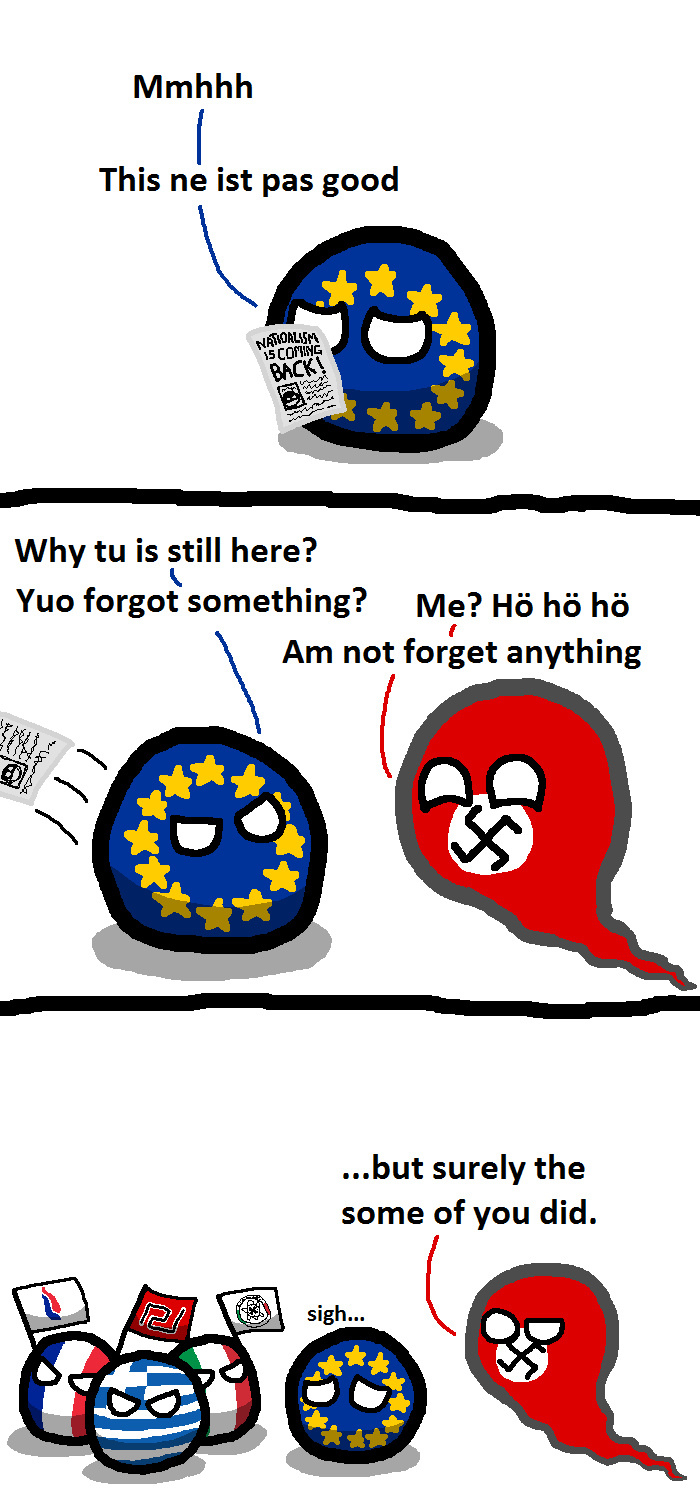 Mmhhh
This ne ist pas good
NATIOALISM
IS COMING
BACK!
Why tu is still here?
Yuo forgot something?
Me? Hö hö hö
Am not forget anything
...but surely the
some of you did.
sigh...